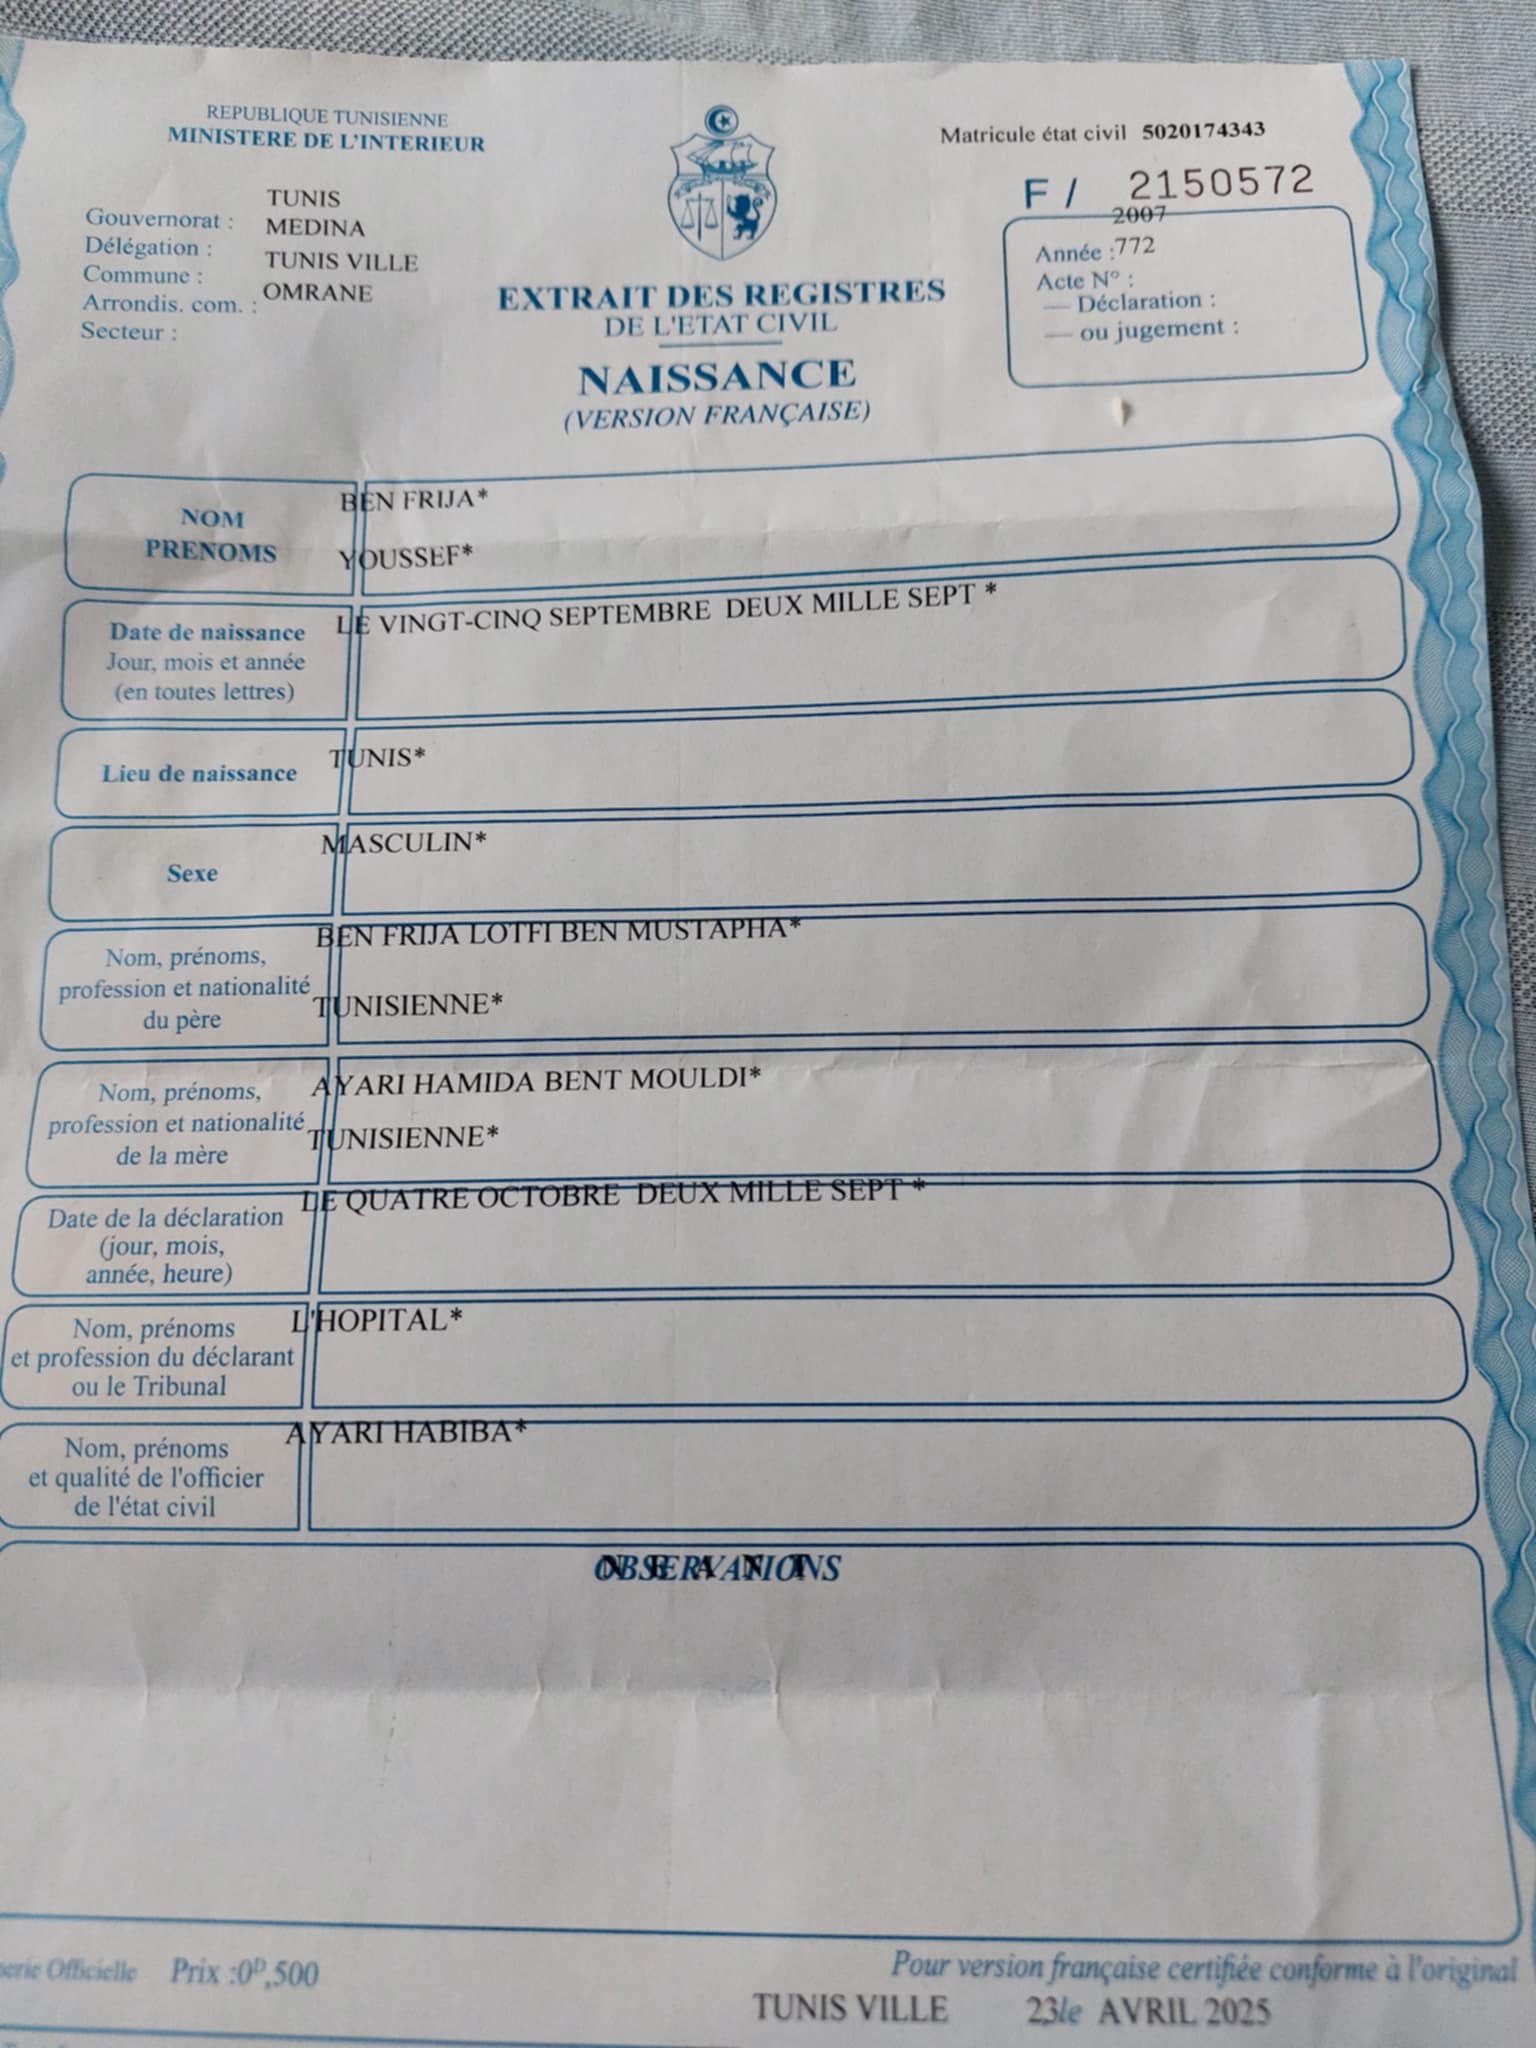 REPUBLIQUE TUNISIENNE
MINISTERE DE L'INTERIEUR
Matricule état civil 5020174343
F / 2150572
TUNIS
Gouvernorat :
MEDINA
Délégation :
TUNIS VILLE
Commune :
OMRANE
Arrondis. com. :
Secteur :
2007
Année : 772
Acte N° :
— Déclaration :
— ou jugement :
EXTRAIT DES REGISTRES
DE L'ETAT CIVIL
NAISSANCE
(VERSION FRANÇAISE)
NOM
PRENOMS
BEN FRIJA*
YOUSSEF*
Date de naissance
Jour, mois et année
(en toutes lettres)
LE VINGT-CINQ SEPTEMBRE DEUX MILLE SEPT *
Lieu de naissance
TUNIS*
Sexe
MASCULIN*
Nom, prénoms,
profession et nationalité
du père
BEN FRIJA LOTFI BEN MUSTAPHA*
TUNISIENNE*
Nom, prénoms,
profession et nationalité
de la mère
AYARI HAMIDA BENT MOULDI*
TUNISIENNE*
Date de la déclaration
(jour, mois,
année, heure)
LE QUATRE OCTOBRE DEUX MILLE SEPT *
Nom, prénoms
et profession du déclarant
ou le Tribunal
L'HOPITAL*
Nom, prénoms
et qualité de l'officier
de l'état civil
AYARI HABIBA*
OBSERVATIONS
N E A N T
Officielle Prix :0ᴰ,500
Pour version française certifiée conforme à l'original
TUNIS VILLE 23 le AVRIL 2025